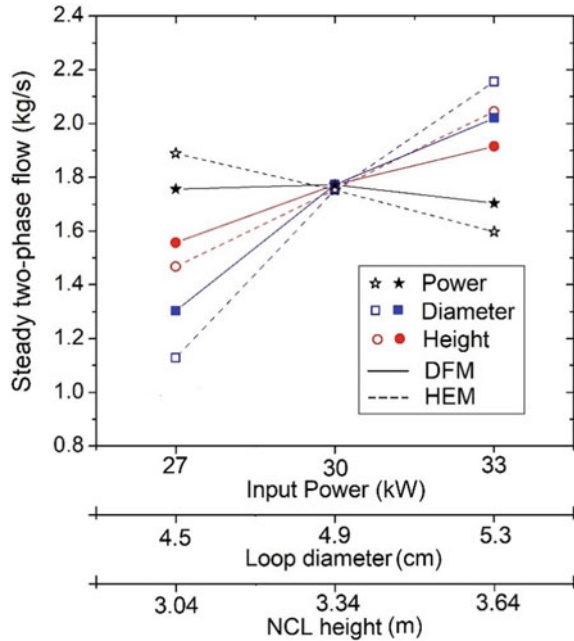 Steady two-phase flow (kg/s)
2.4
2.2
2.0
1.8
1.6
1.4
1.2
1.0
0.8
Power
Diameter
Height
DFM
HEM
27 30 33
Input Power (kW)
4.5 4.9 5.3
Loop diameter (cm)
3.04 3.34 3.64
NCL height (m)